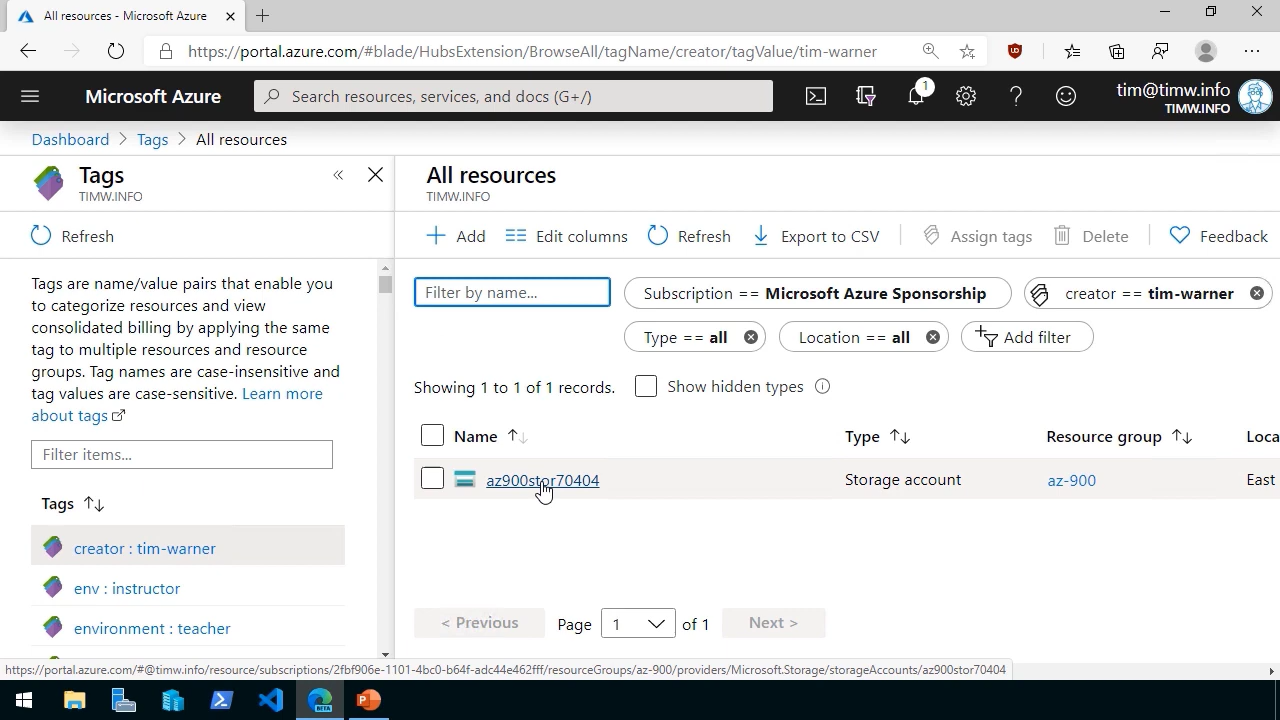 All resources - Microsoft Azure
https://portal.azure.com/#blade/HubsExtension/BrowseAll/tagName/creator/tagValue/tim-warner
Microsoft Azure
Search resources, services, and docs (G+/)
1
tim@timw.info
TIMW.INFO
Dashboard > Tags > All resources
Tags
TIMW.INFO
«
Refresh
Tags are name/value pairs that enable you
to categorize resources and view
consolidated billing by applying the same
tag to multiple resources and resource
groups. Tag names are case-insensitive and
tag values are case-sensitive. Learn more
about tags
Filter items...
Tags
creator : tim-warner
env : instructor
environment : teacher
All resources
TIMW.INFO
Add Edit columns Refresh Export to CSV Assign tags Delete Feedback
Filter by name...
Subscription == Microsoft Azure Sponsorship
creator == tim-warner
Type == all
Location == all
Add filter
Showing 1 to 1 of 1 records.
Show hidden types
Name Type Resource group Loca
az900stor70404 Storage account az-900 East
< Previous Page 1 of 1 Next >
https://portal.azure.com/#@timw.info/resource/subscriptions/2fbf906e-1101-4bc0-b64f-adc44e462fff/resourceGroups/az-900/providers/Microsoft.Storage/storageAccounts/az900stor70404
BETA